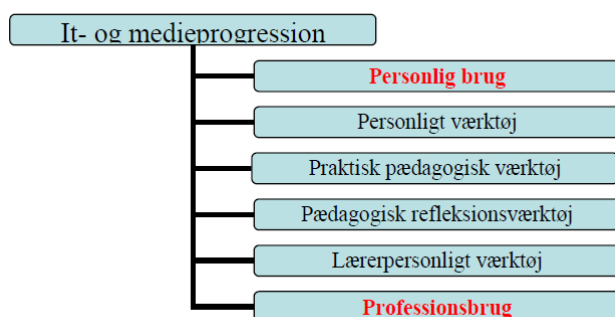 It- og medieprogression
Personlig brug
Personligt værktøj
Praktisk pædagogisk værktøj
Pædagogisk refleksionsværktøj
Lærerpersonligt værktøj
Professionsbrug